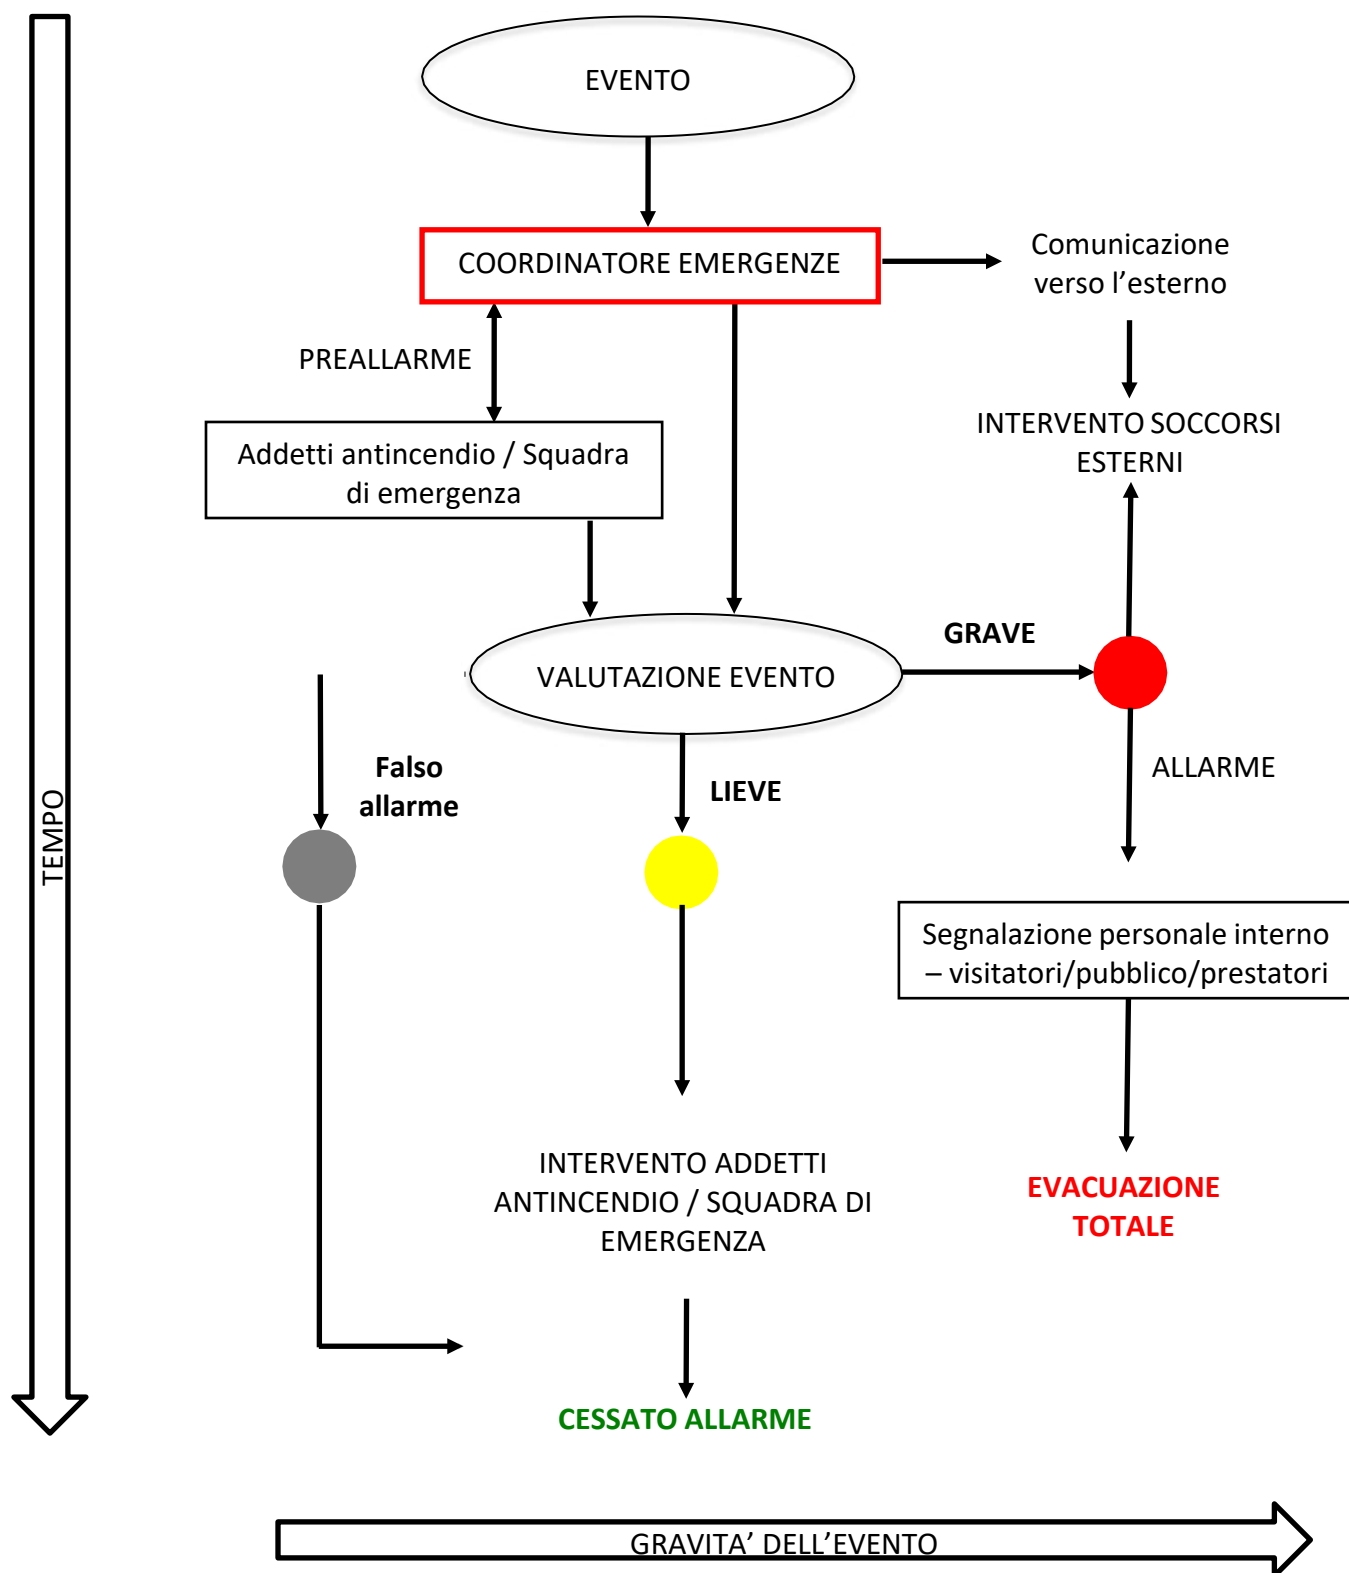 EVENTO
COORDINATORE EMERGENZE
Comunicazione
verso l’esterno
PREALLARME
INTERVENTO SOCCORSI
ESTERNI
Addetti antincendio / Squadra
di emergenza
GRAVE
VALUTAZIONE EVENTO
Falso
allarme
LIEVE
ALLARME
TEMPO
Segnalazione personale interno
– visitatori/pubblico/prestatori
INTERVENTO ADDETTI
ANTINCENDIO / SQUADRA DI
EMERGENZA
EVACUAZIONE
TOTALE
CESSATO ALLARME
GRAVITA’ DELL’EVENTO